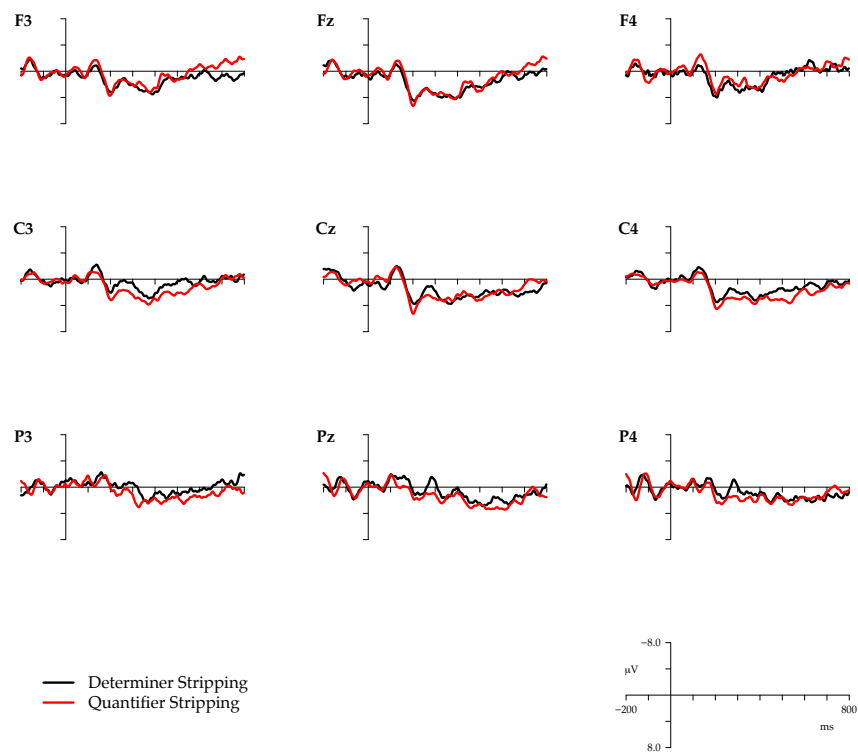 F3 Fz F4
C3 Cz C4
P3 Pz P4
−8.0
μV
−200 800
ms
8.0
Determiner Stripping
Quantifier Stripping